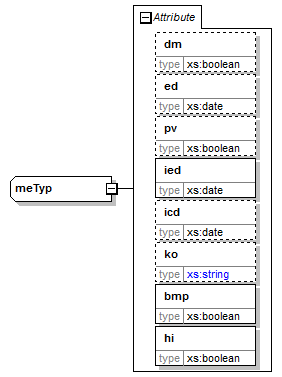 Attribute
dm
type xs:boolean
ed
type xs:date
pv
type xs:boolean
ied
type xs:date
meTyp
icd
type xs:date
ko
type xs:string
bmp
type xs:boolean
hi
type xs:boolean